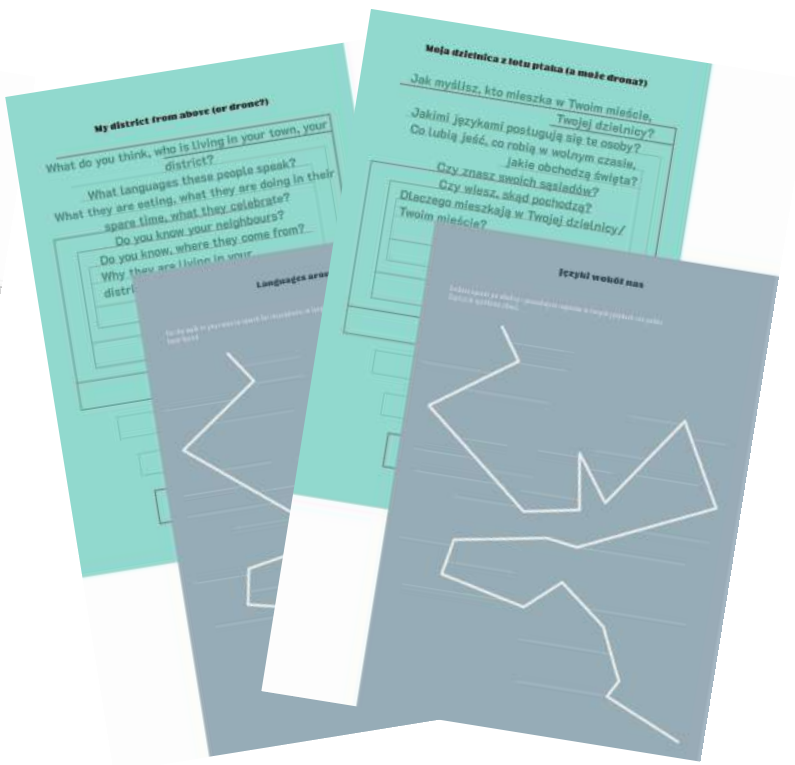 My district from above (or drone?)
What do you think, who is living in your town, your
district?
What languages these people speak?
What they are eating, what they are doing in their
spare time, what they celebrate?
Do you know your neighbours?
Do you know, where they come from?
Why they are living in your
distri
Languages arou
Moja dzielnica z lotu ptaka (a może drona?)
Jak myślisz, kto mieszka w Twoim mieście,
Twojej dzielnicy?
Jakimi językami posługują się te osoby?
Co lubią jeść, co robią w wolnym czasie,
jakie obchodzą święta?
Czy znasz swoich sąsiadów?
Czy wiesz, skąd pochodzą?
Dlaczego mieszkają w Twojej dzielnicy/
Twoim mieście?
Języki wokół nas